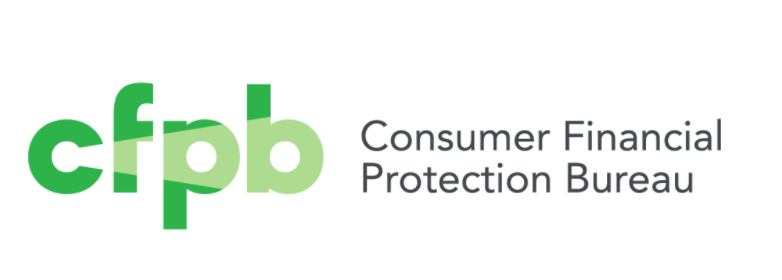 cfpb
Consumer Financial
Protection Bureau